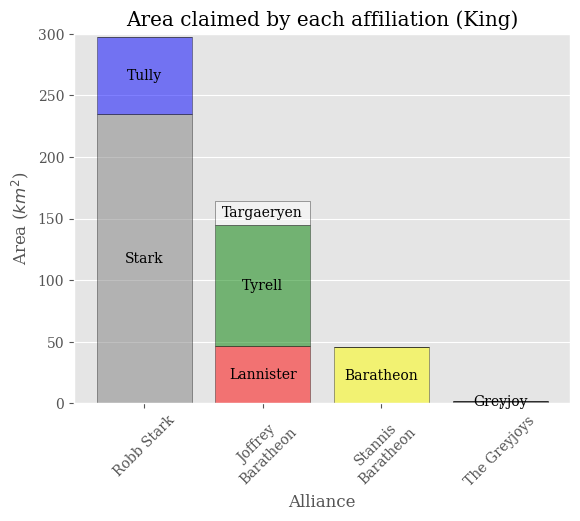 Area claimed by each affiliation (King)
300
250
200
150
100
50
0
Area (km²)
Tully
Stark
Targaeryen
Tyrell
Lannister
Baratheon
Greyjoy
Robb Stark
Joffrey
Baratheon
Stannis
Baratheon
The Greyjoys
Alliance